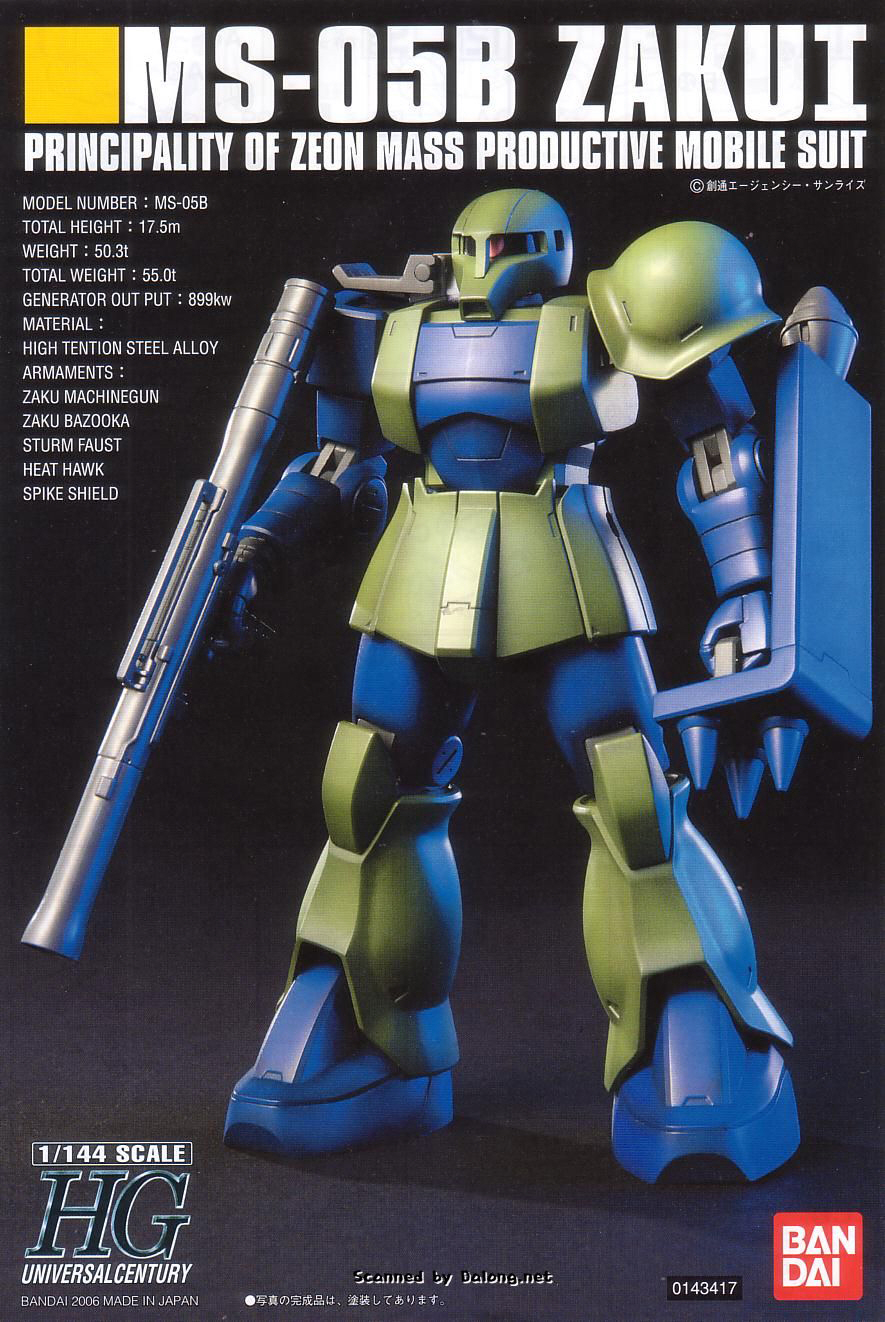 MS-05B ZAKUI
PRINCIPALITY OF ZEON MASS PRODUCTIVE MOBILE SUIT
©創通エージェンシー・サンライズ
MODEL NUMBER：MS-05B
TOTAL HEIGHT：17.5m
WEIGHT：50.3t
TOTAL WEIGHT：55.0t
GENERATOR OUT PUT：899kw
MATERIAL：
HIGH TENTION STEEL ALLOY
ARMAMENTS：
ZAKU MACHINEGUN
ZAKU BAZOOKA
STURM FAUST
HEAT HAWK
SPIKE SHIELD
1/144 SCALE
HG
UNIVERSAL CENTURY
BANDAI 2006 MADE IN JAPAN
●写真の完成品は、塗装してあります。
Scanned by Dalong.net
0143417
BAN
DAI